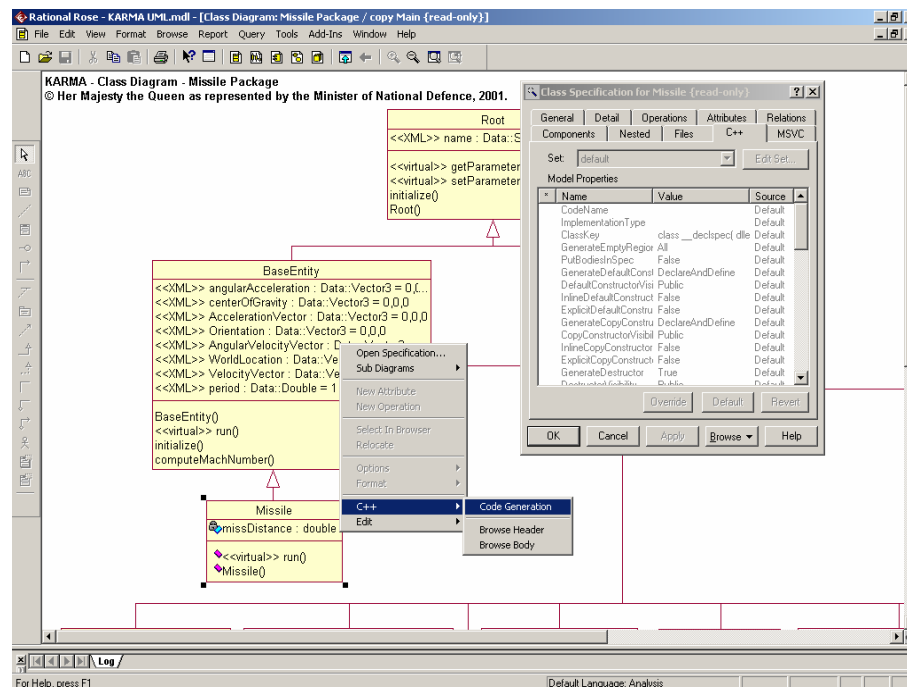 Rational Rose - KARMA UML.mdl - [Class Diagram: Missile Package / copy Main {read-only}]
File Edit View Format Browse Report Query Tools Add-Ins Window Help
KARMA - Class Diagram - Missile Package
© Her Majesty the Queen as represented by the Minister of National Defence, 2001.
ABC
Root
<<XML>> name : Data::S
<<virtual>> getParameter
<<virtual>> setParameter
initialize()
Root()
BaseEntity
<<XML>> angularAcceleration : Data::Vector3 = 0,(...
<<XML>> centerOfGravity : Data::Vector3 = 0,0,0
<<XML>> AccelerationVector : Data::Vector3 = 0,0,0
<<XML>> Orientation : Data::Vector3 = 0,0,0
<<XML>> AngularVelocityVector :
<<XML>> WorldLocation : Data::Ve
<<XML>> VelocityVector : Data::Ve
<<XML>> period : Data::Double = 1
BaseEntity()
<<virtual>> run()
initialize()
computeMachNumber()
Missile
missDistance : double
<<virtual>> run()
Missile()
Open Specification...
Sub Diagrams
New Attribute
New Operation
Select In Browser
Relocate
Options
Format
C++
Edit
Code Generation
Browse Header
Browse Body
Class Specification for Missile {read-only}
General Detail Operations Attributes Relations
Components Nested Files C++ MSVC
Set: default Edit Set...
Model Properties
* Name Value Source
CodeName Default
ImplementationType Default
ClassKey class __declspec( dlle Default
GenerateEmptyRegior All Default
PutBodiesInSpec False Default
GenerateDefaultConst DeclareAndDefine Default
DefaultConstructorVisi Public Default
InlineDefaultConstruct False Default
ExplicitDefaultConstru False Default
GenerateCopyConstru DeclareAndDefine Default
CopyConstructorVisibil Public Default
InlineCopyConstructor False Default
ExplicitCopyConstructo False Default
GenerateDestructor True Default
DestructorVisibility Public Default
Override Default Revert
OK Cancel Apply Browse Help
Log
For Help, press F1
Default Language: Analysis